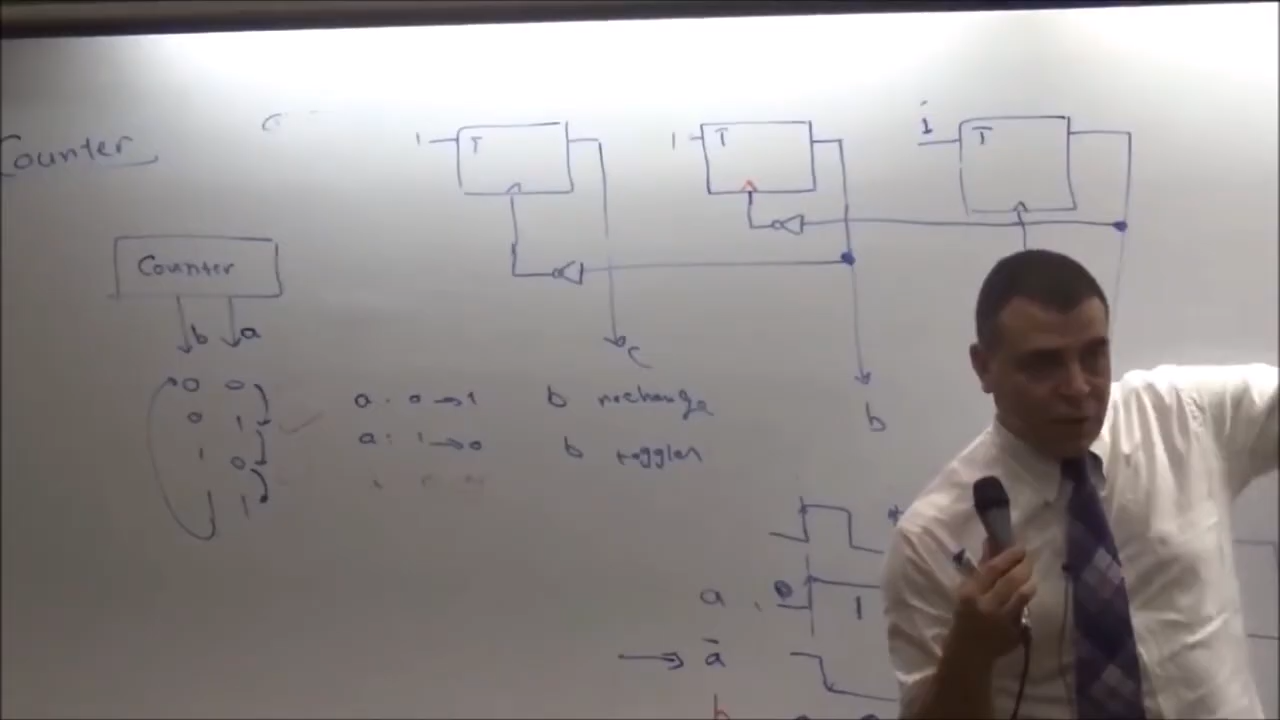 Counter
1 T 1 T 1 T
Counter
b a
c
0 0
0 1
1 0
1 1
a: 0→1 b nochange
a: 1→0 b toggles
b
a 0 1
→ a̅
b